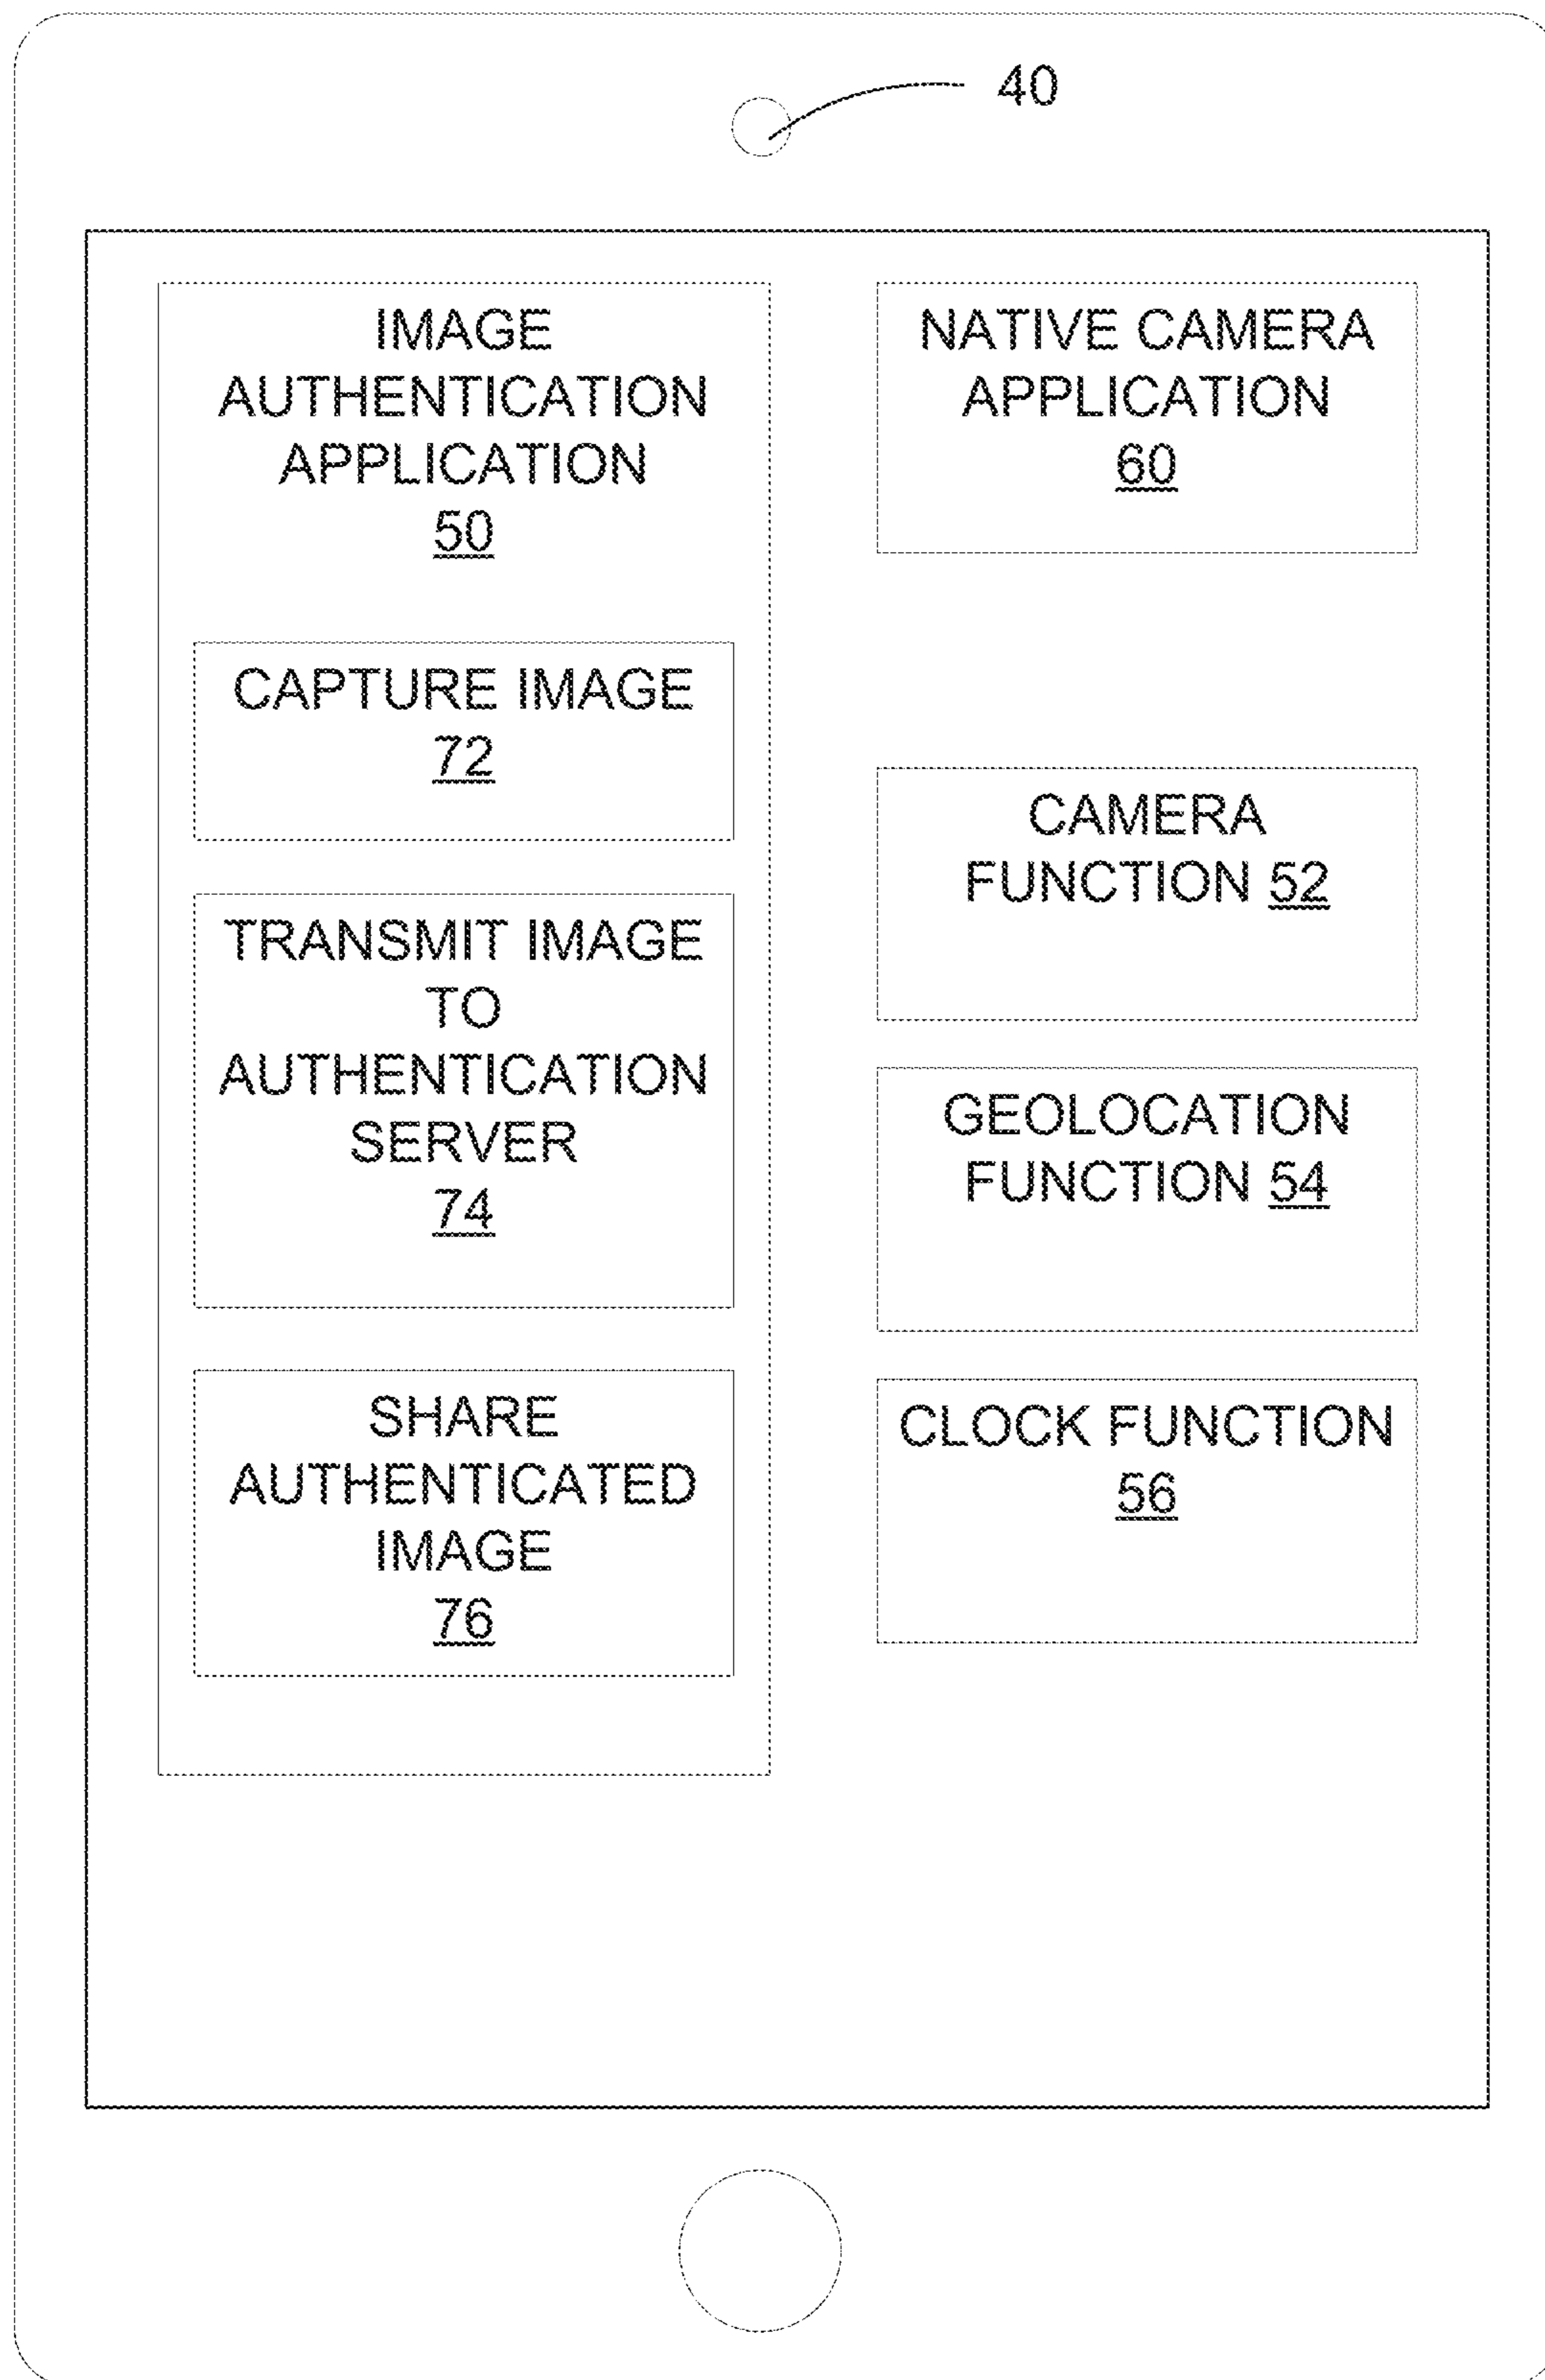 40
IMAGE
AUTHENTICATION
APPLICATION
50
CAPTURE IMAGE
72
TRANSMIT IMAGE
TO
AUTHENTICATION
SERVER
74
SHARE
AUTHENTICATED
IMAGE
76
NATIVE CAMERA
APPLICATION
60
CAMERA
FUNCTION 52
GEOLOCATION
FUNCTION 54
CLOCK FUNCTION
56